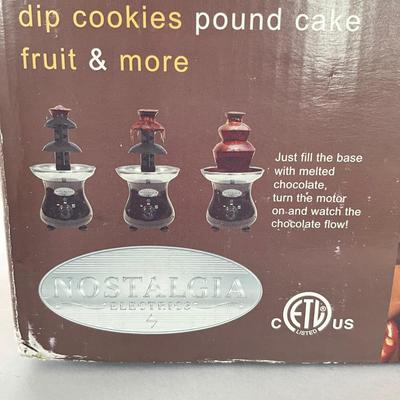 dip cookies pound cake
fruit & more
Just fill the base
with melted
chocolate,
turn the motor
on and watch the
chocolate flow!
NOSTALGIA
ELECTRICS
C ETL US
LISTED